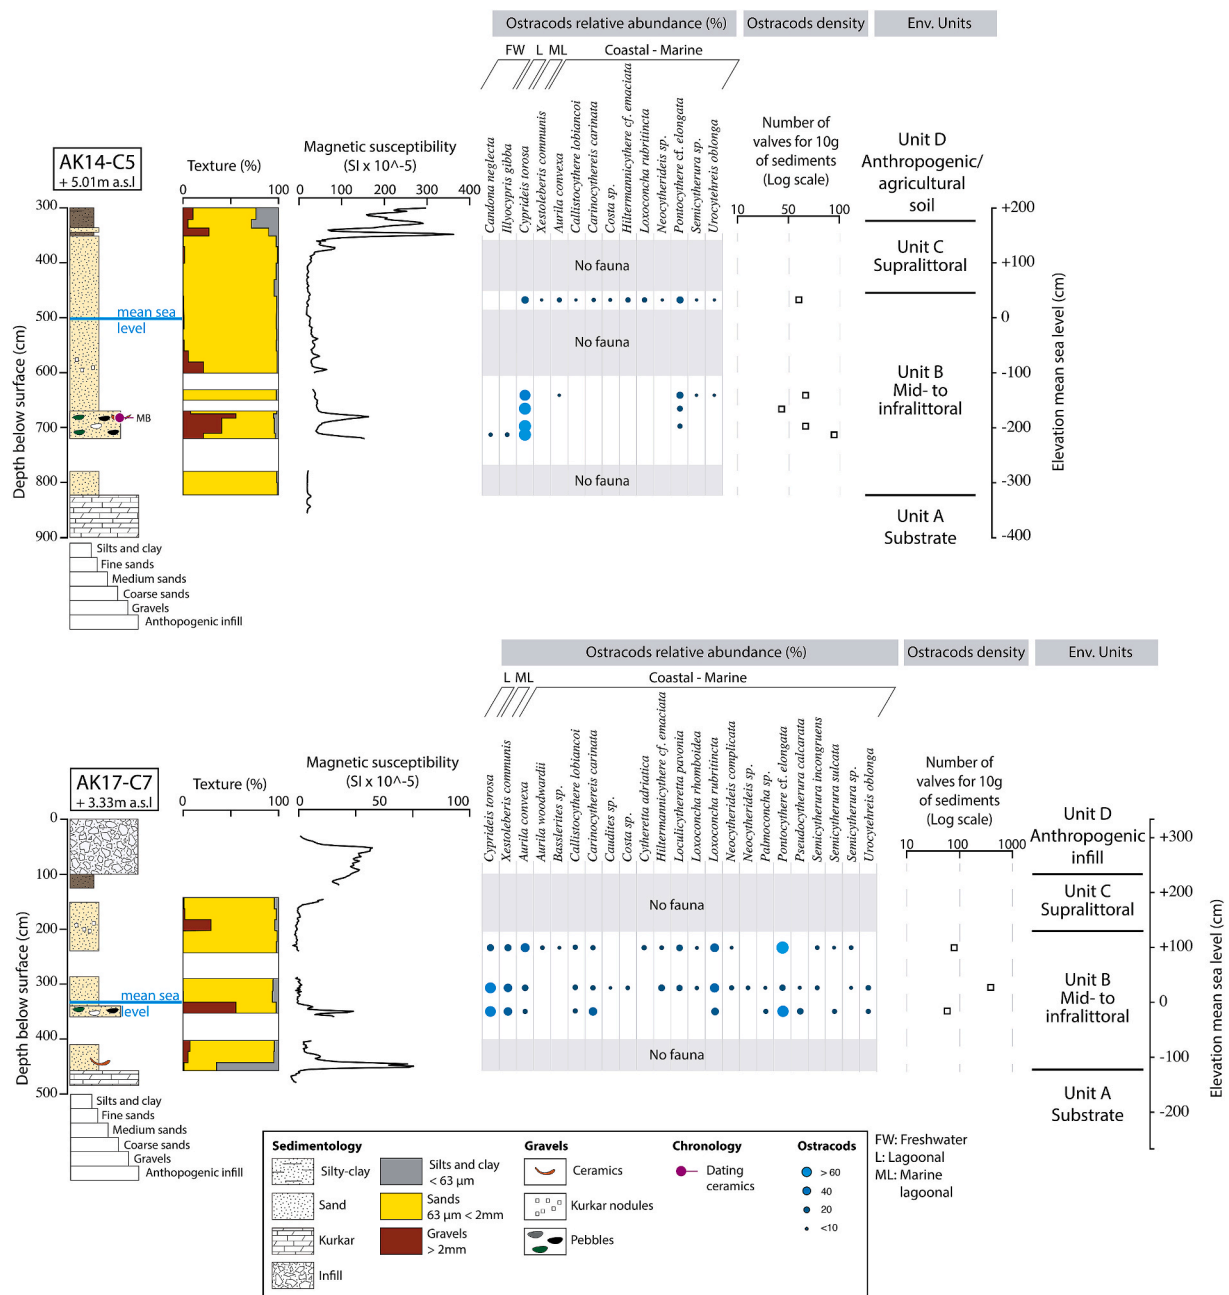 Ostracods relative abundance (%)
Ostracods density
Env. Units
FW
L
ML
Coastal - Marine
Candona neglecta
Illyocypris gibba
Cyprideis torosa
Xestoleberis communis
Aurila convexa
Callistocythere lobiancoi
Carinocythereis carinata
Costa sp.
Hiltermannicythere cf. emaciata
Loxoconcha rubritincta
Neocytherideis sp.
Pontocythere cf. elongata
Semicytherura sp.
Urocytehreis oblonga
AK14-C5
+ 5.01m a.s.l
Texture (%)
0
100
Magnetic susceptibility
(SI x 10^-5)
0
100
200
300
400
Number of
valves for 10g
of sediments
(Log scale)
10
50
100
Unit D
Anthropogenic/
agricultural
soil
Unit C
Supralittoral
Unit B
Mid- to
infralittoral
Unit A
Substrate
Depth below surface (cm)
300
400
500
600
700
800
900
mean sea
level
MB
No fauna
No fauna
No fauna
+200
+100
0
-100
-200
-300
-400
Elevation mean sea level (cm)
Silts and clay
Fine sands
Medium sands
Coarse sands
Gravels
Anthopogenic infill
Ostracods relative abundance (%)
Ostracods density
Env. Units
L
ML
Coastal - Marine
Cyprideis torosa
Xestoleberis communis
Aurila convexa
Aurila woodwardii
Basslerites sp.
Callistocythere lobiancoi
Carinocythereis carinata
Caudites sp.
Costa sp.
Cytheretta adriatica
Hiltermannicythere cf. emaciata
Loculicytheretta pavonia
Loxoconcha rhomboidea
Loxoconcha rubritincta
Neocytherideis complicata
Neocytherideis sp.
Palmoconcha sp.
Pontocythere cf. elongata
Pseudocytherura calcarata
Semicytherura incongruens
Semicytherura sulcata
Semicytherura sp.
Urocytehreis oblonga
AK17-C7
+ 3.33m a.s.l
Texture (%)
0
100
Magnetic susceptibility
(SI x 10^-5)
0
50
100
Number of
valves for 10g
of sediments
(Log scale)
10
100
1000
Unit D
Anthropogenic
infill
Unit C
Supralittoral
Unit B
Mid- to
infralittoral
Unit A
Substrate
Depth below surface (cm)
0
100
200
300
400
500
mean sea
level
No fauna
No fauna
+300
+200
+100
0
-100
-200
Elevation mean sea level (cm)
Silts and clay
Fine sands
Medium sands
Coarse sands
Gravels
Anthopogenic infill
Sedimentology
Silty-clay
Sand
Kurkar
Infill
Silts and clay
< 63 µm
Sands
63 µm < 2mm
Gravels
> 2mm
Gravels
Ceramics
Kurkar nodules
Pebbles
Chronology
Dating
ceramics
Ostracods
> 60
40
20
<10
FW: Freshwater
L: Lagoonal
ML: Marine
lagoonal